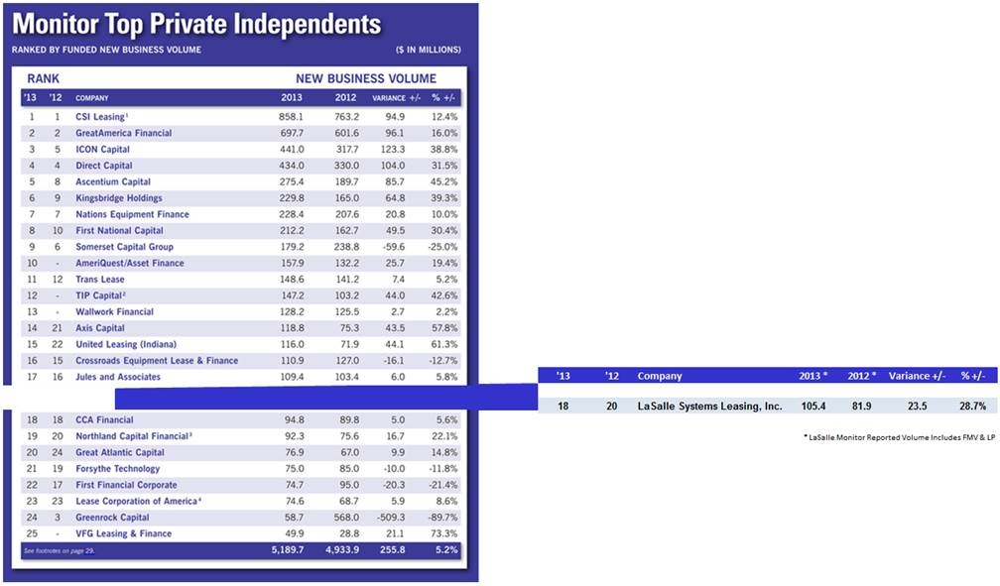 Monitor Top Private Independents
RANKED BY FUNDED NEW BUSINESS VOLUME ($ IN MILLIONS)
RANK NEW BUSINESS VOLUME
'13 '12 COMPANY 2013 2012 VARIANCE +/- % +/-
1 1 CSI Leasing¹ 858.1 763.2 94.9 12.4%
2 2 GreatAmerica Financial 697.7 601.6 96.1 16.0%
3 5 ICON Capital 441.0 317.7 123.3 38.8%
4 4 Direct Capital 434.0 330.0 104.0 31.5%
5 8 Ascentium Capital 275.4 189.7 85.7 45.2%
6 9 Kingsbridge Holdings 229.8 165.0 64.8 39.3%
7 7 Nations Equipment Finance 228.4 207.6 20.8 10.0%
8 10 First National Capital 212.2 162.7 49.5 30.4%
9 6 Somerset Capital Group 179.2 238.8 -59.6 -25.0%
10 - AmeriQuest/Asset Finance 157.9 132.2 25.7 19.4%
11 12 Trans Lease 148.6 141.2 7.4 5.2%
12 - TIP Capital² 147.2 103.2 44.0 42.6%
13 - Wallwork Financial 128.2 125.5 2.7 2.2%
14 21 Axis Capital 118.8 75.3 43.5 57.8%
15 22 United Leasing (Indiana) 116.0 71.9 44.1 61.3%
16 15 Crossroads Equipment Lease & Finance 110.9 127.0 -16.1 -12.7%
17 16 Jules and Associates 109.4 103.4 6.0 5.8%
'13 '12 Company 2013 * 2012 * Variance +/- % +/-
18 20 LaSalle Systems Leasing, Inc. 105.4 81.9 23.5 28.7%
* LaSalle Monitor Reported Volume Includes FMV & LP
18 18 CCA Financial 94.8 89.8 5.0 5.6%
19 20 Northland Capital Financial³ 92.3 75.6 16.7 22.1%
20 24 Great Atlantic Capital 76.9 67.0 9.9 14.8%
21 19 Forsythe Technology 75.0 85.0 -10.0 -11.8%
22 17 First Financial Corporate 74.7 95.0 -20.3 -21.4%
23 23 Lease Corporation of America⁴ 74.6 68.7 5.9 8.6%
24 3 Greenrock Capital 58.7 568.0 -509.3 -89.7%
25 - VFG Leasing & Finance 49.9 28.8 21.1 73.3%
See footnotes on page 29. 5,189.7 4,933.9 255.8 5.2%